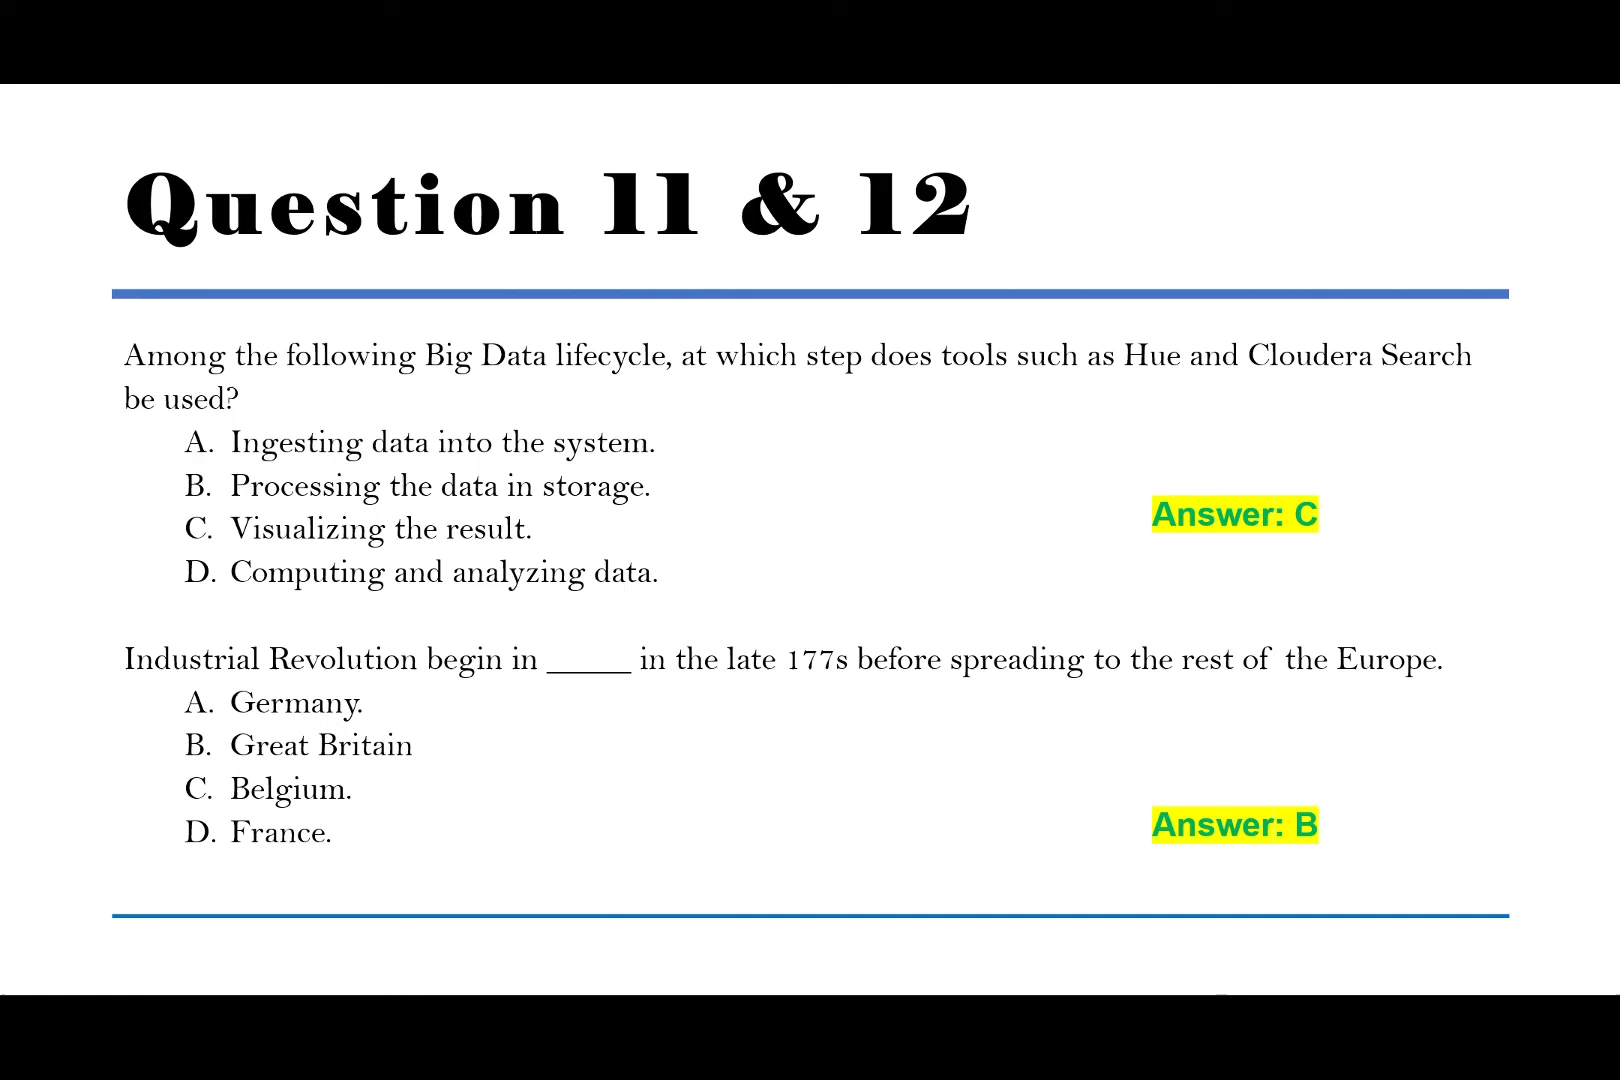 Question 11 & 12
Among the following Big Data lifecycle, at which step does tools such as Hue and Cloudera Search
be used?
A. Ingesting data into the system.
B. Processing the data in storage.
C. Visualizing the result.
D. Computing and analyzing data.
Answer: C
Industrial Revolution begin in _____ in the late 177s before spreading to the rest of the Europe.
A. Germany.
B. Great Britain
C. Belgium.
D. France.
Answer: B